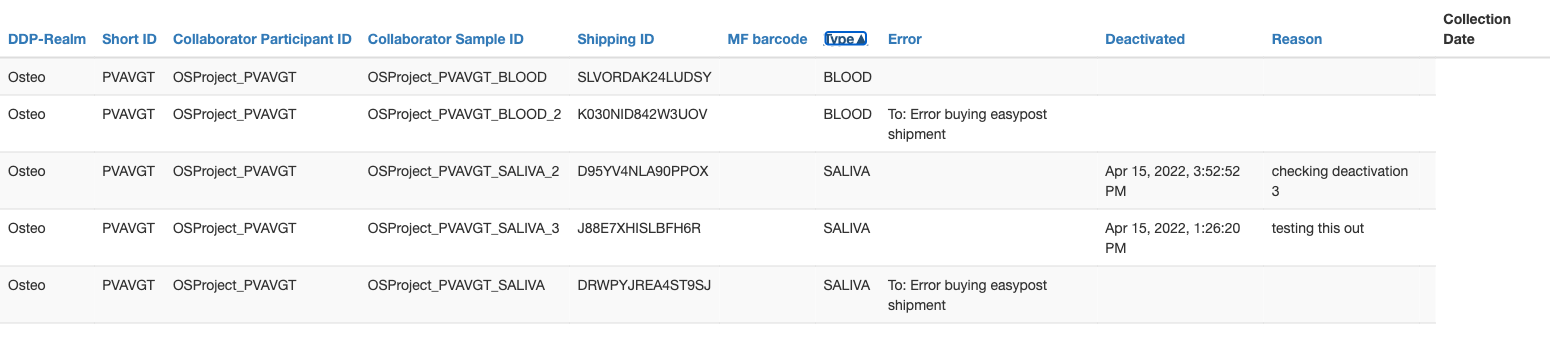 DDP-Realm Short ID Collaborator Participant ID Collaborator Sample ID Shipping ID MF barcode Type▲ Error Deactivated Reason Collection
Date
Osteo PVAVGT OSProject_PVAVGT OSProject_PVAVGT_BLOOD SLVORDAK24LUDSY BLOOD
Osteo PVAVGT OSProject_PVAVGT OSProject_PVAVGT_BLOOD_2 K030NID842W3UOV BLOOD To: Error buying easypost
shipment
Osteo PVAVGT OSProject_PVAVGT OSProject_PVAVGT_SALIVA_2 D95YV4NLA90PPOX SALIVA Apr 15, 2022, 3:52:52 checking deactivation
PM 3
Osteo PVAVGT OSProject_PVAVGT OSProject_PVAVGT_SALIVA_3 J88E7XHISLBFH6R SALIVA Apr 15, 2022, 1:26:20 testing this out
PM
Osteo PVAVGT OSProject_PVAVGT OSProject_PVAVGT_SALIVA DRWPYJREA4ST9SJ SALIVA To: Error buying easypost
shipment